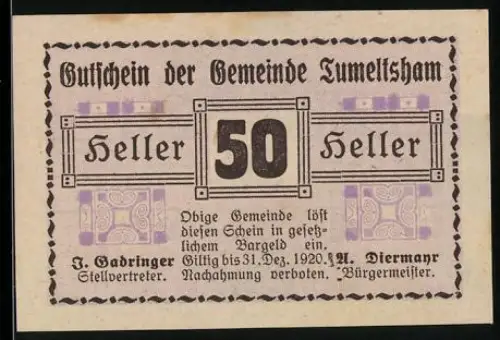 Gutschein der Gemeinde Tumeltsham
Heller 50 Heller
Obige Gemeinde löst
diesen Schein in gesetz-
lichem Bargeld ein.
J. Gadringer Giltig bis 31. Dez. 1920. A. Diermayr
Stellvertreter. Nachahmung verboten. Bürgermeister.